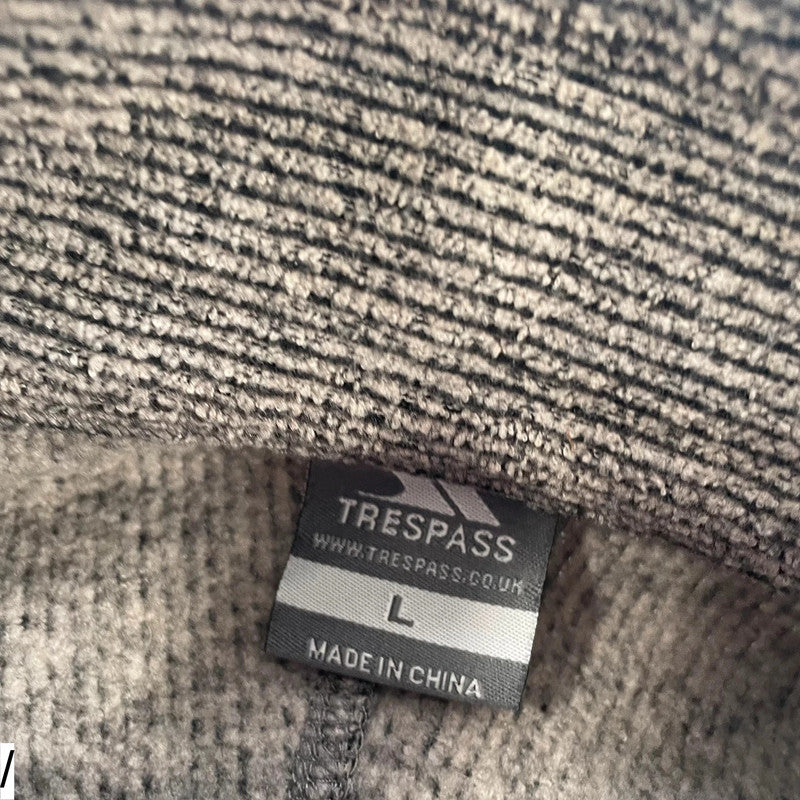 TRESPASS
WWW.TRESPASS.CO.UK
L
MADE IN CHINA
/